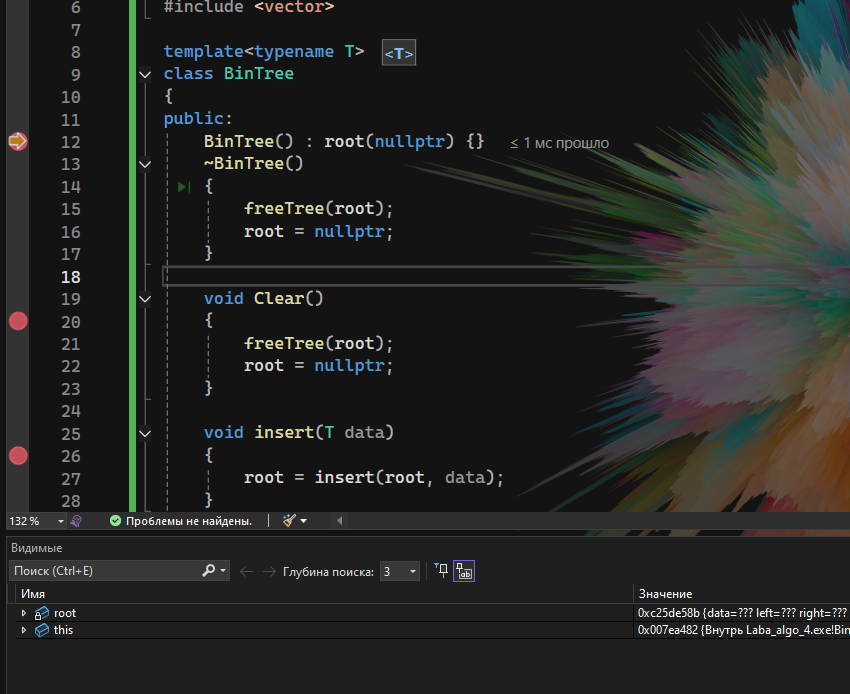 6 #include <vector>
7
8 template<typename T> <T>
9 class BinTree
10 {
11 public:
12 BinTree() : root(nullptr) {} ≤ 1 мс прошло
13 ~BinTree()
14 {
15 freeTree(root);
16 root = nullptr;
17 }
18
19 void Clear()
20 {
21 freeTree(root);
22 root = nullptr;
23 }
24
25 void insert(T data)
26 {
27 root = insert(root, data);
28 }
132 % Проблемы не найдены.
Видимые
Поиск (Ctrl+E) Глубина поиска: 3
Имя Значение
root 0xc25de58b {data=??? left=??? right=???
this 0x007ea482 {Внутрь Laba_algo_4.exe!Bin